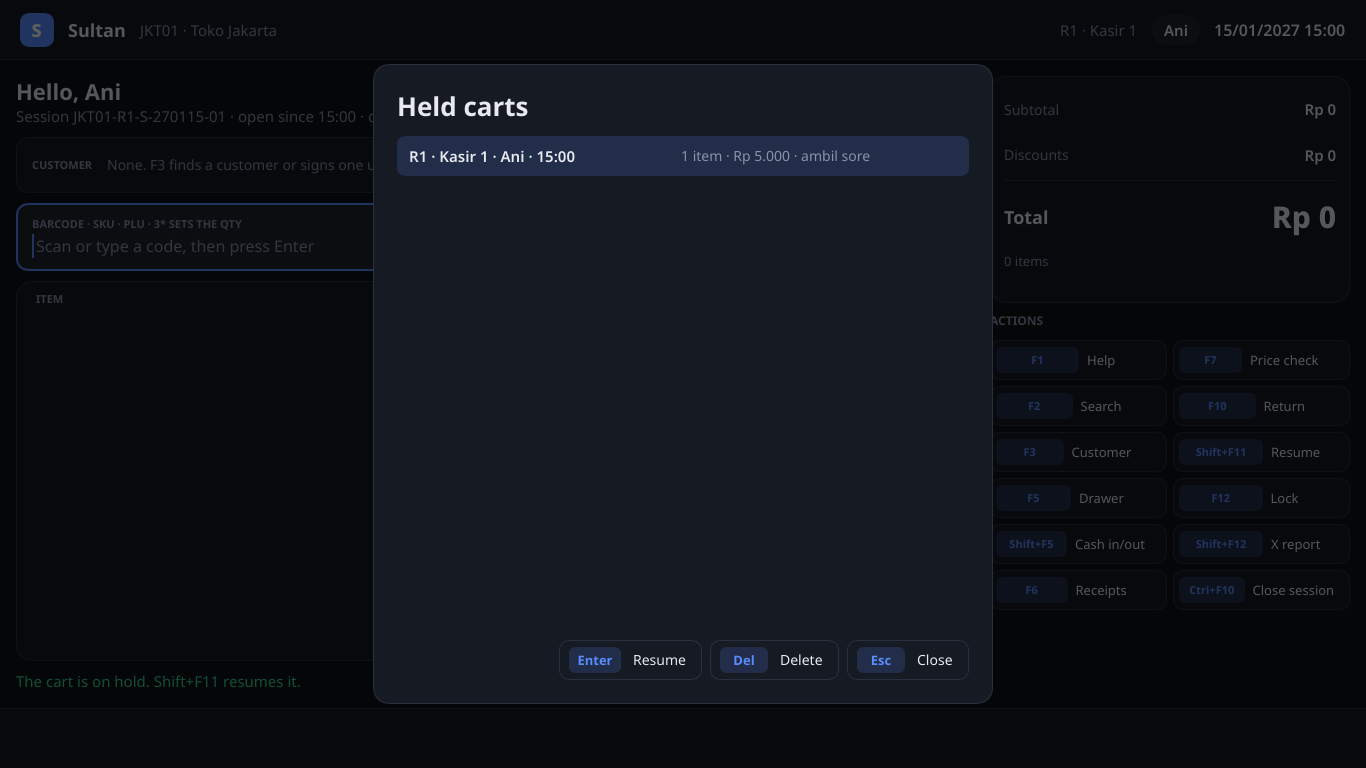 S Sultan JKT01 · Toko Jakarta R1 · Kasir 1 Ani 15/01/2027 15:00
Hello, Ani
Session JKT01-R1-S-270115-01 · open since 15:00 ·
CUSTOMER None. F3 finds a customer or signs one
BARCODE · SKU · PLU · 3* SETS THE QTY
Scan or type a code, then press Enter
ITEM
The cart is on hold. Shift+F11 resumes it.
Held carts
R1 · Kasir 1 · Ani · 15:00 1 item · Rp 5.000 · ambil sore
Enter Resume Del Delete Esc Close
Subtotal Rp 0
Discounts Rp 0
Total Rp 0
0 items
ACTIONS
F1 Help F7 Price check
F2 Search F10 Return
F3 Customer Shift+F11 Resume
F5 Drawer F12 Lock
Shift+F5 Cash in/out Shift+F12 X report
F6 Receipts Ctrl+F10 Close session